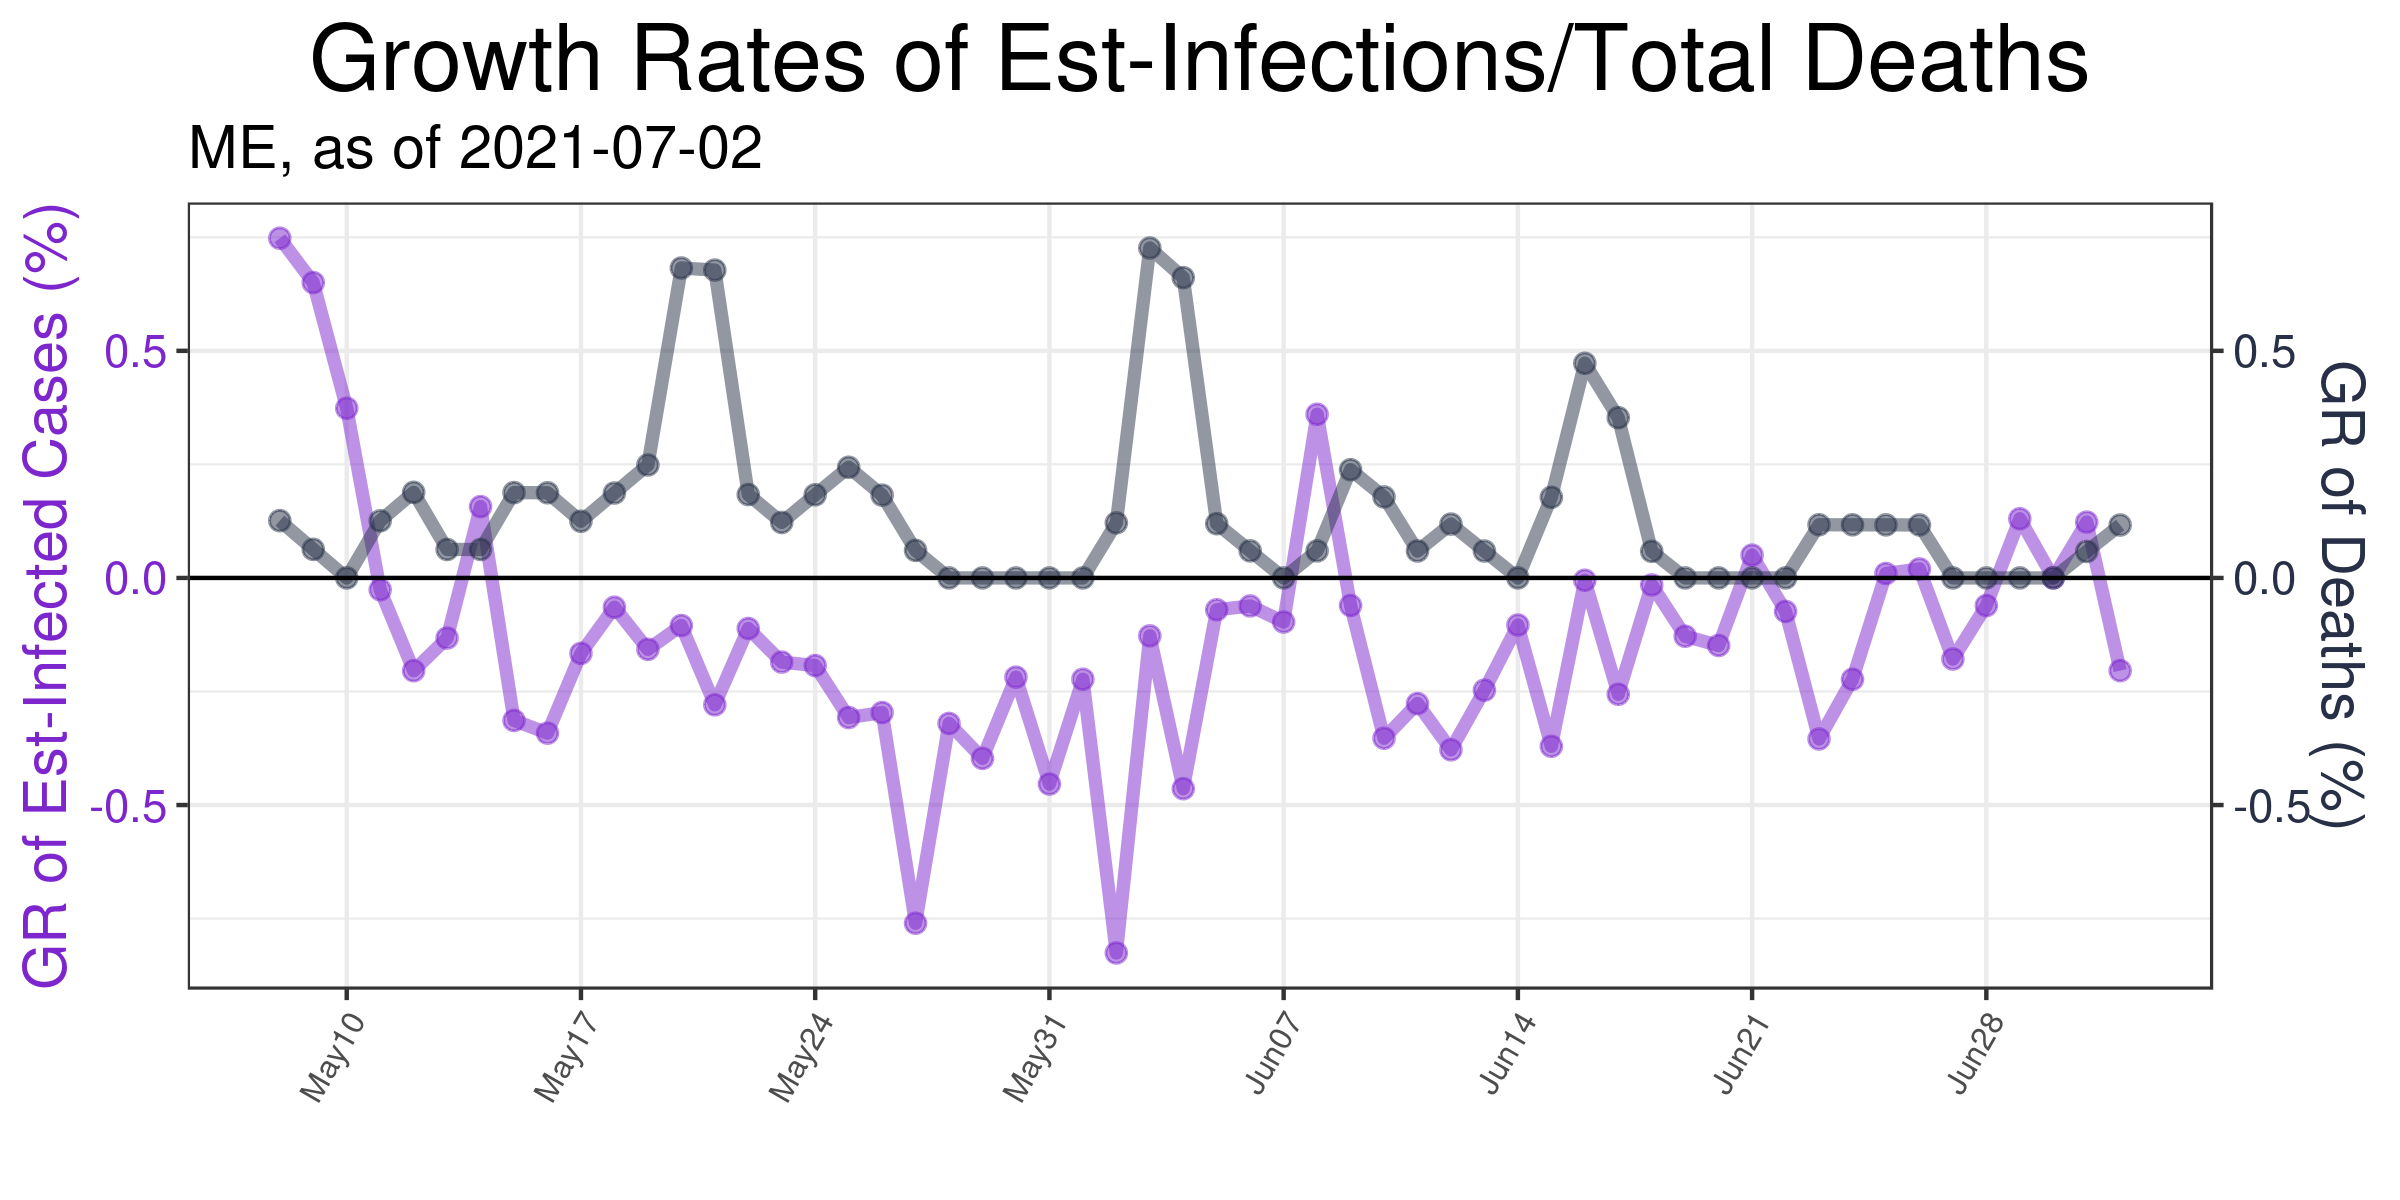 Growth Rates of Est-Infections/Total Deaths
ME, as of 2021-07-02
GR of Est-Infected Cases (%)
0.5
0.0
-0.5
0.5
0.0
-0.5
GR of Deaths (%)
May10
May17
May24
May31
Jun07
Jun14
Jun21
Jun28